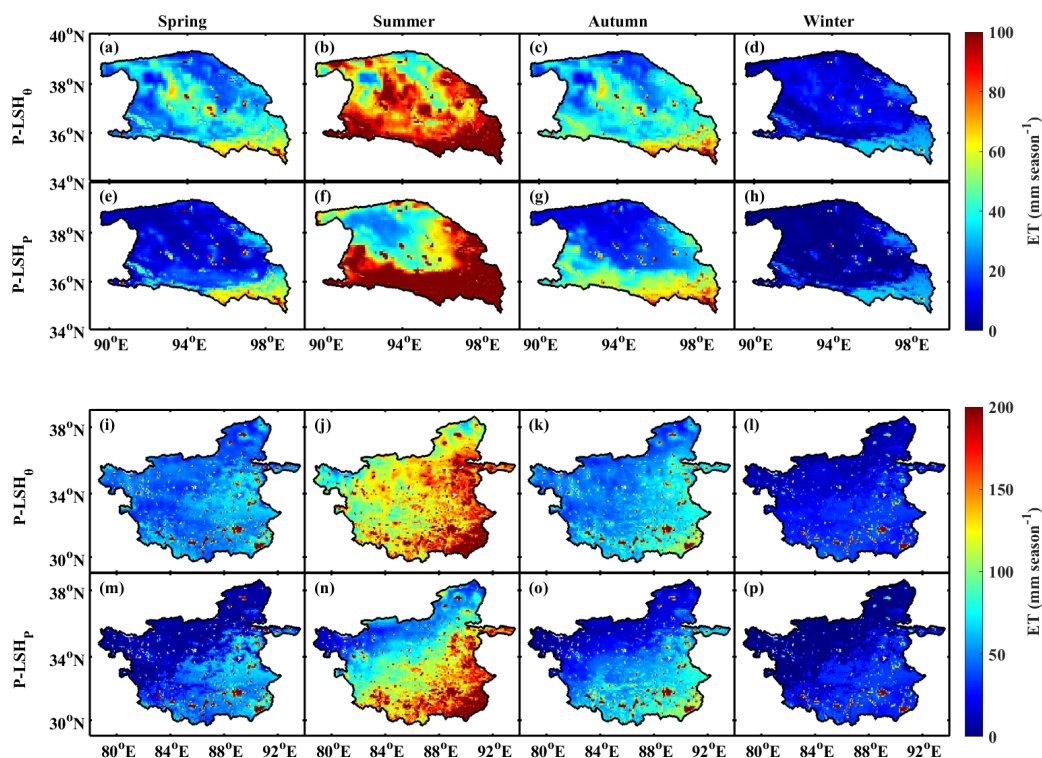 Spring Summer Autumn Winter
40°N (a) (b) (c) (d) 100
38°N
P-LSHθ 80
36°N
34°N 60
(e) (f) (g) (h)
38°N 40
P-LSHP
36°N 20
34°N 0
ET (mm season⁻¹)
90°E 94°E 98°E 90°E 94°E 98°E 90°E 94°E 98°E 90°E 94°E 98°E
(i) (j) (k) (l) 200
38°N
P-LSHθ
34°N 150
30°N
100
(m) (n) (o) (p)
38°N
P-LSHP
34°N 50
30°N
0
ET (mm season⁻¹)
80°E 84°E 88°E 92°E 80°E 84°E 88°E 92°E 80°E 84°E 88°E 92°E 80°E 84°E 88°E 92°E